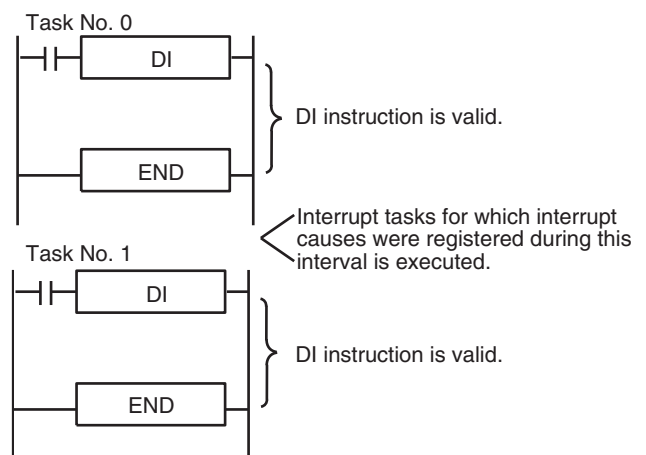 Task No. 0
DI
DI instruction is valid.
END
Interrupt tasks for which interrupt
causes were registered during this
interval is executed.
Task No. 1
DI
DI instruction is valid.
END